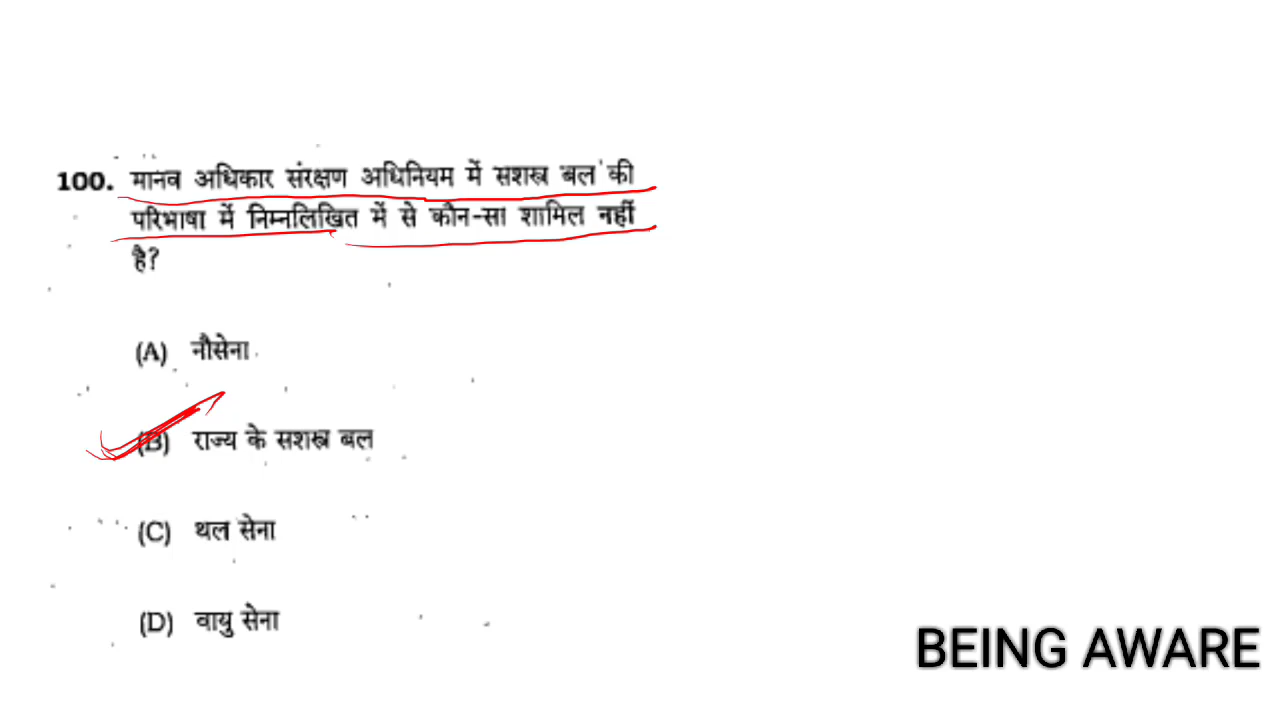 100. मानव अधिकार संरक्षण अधिनियम में सशस्त्र बल की
परिभाषा में निम्नलिखित में से कौन-सा शामिल नहीं
है?
(A) नौसेना
(B) राज्य के सशस्त्र बल
(C) थल सेना
(D) वायु सेना
BEING AWARE